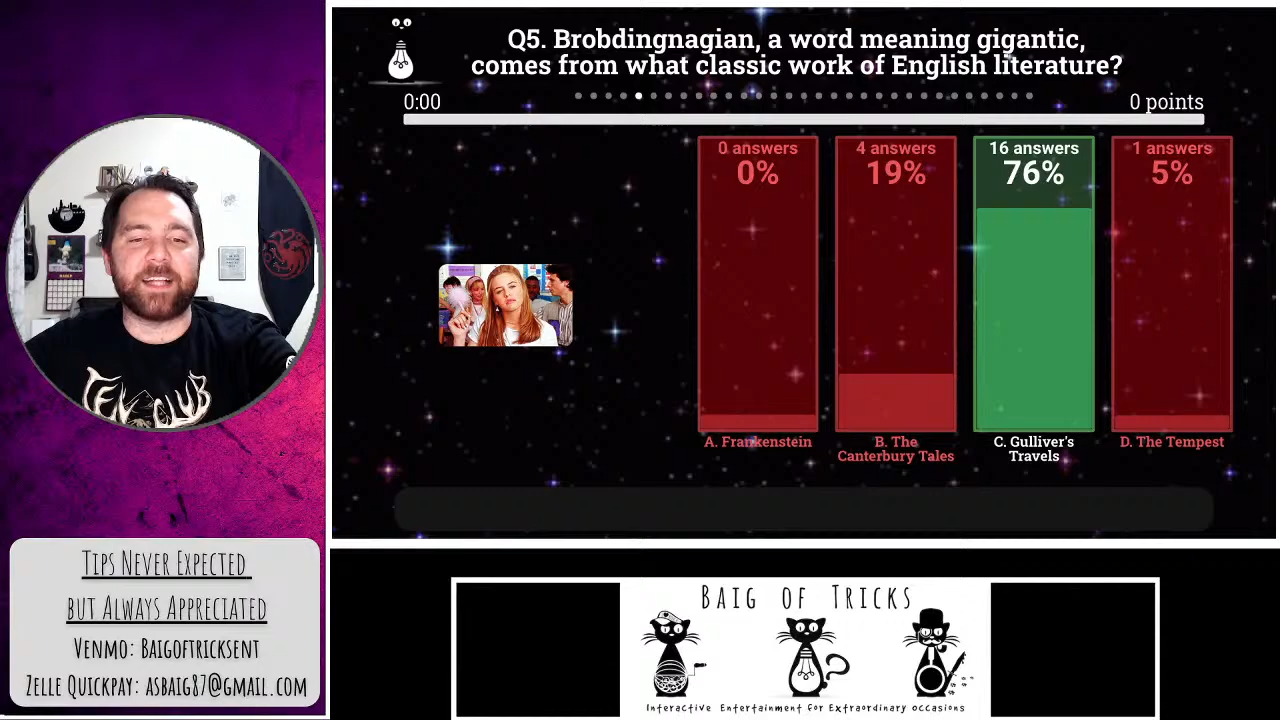 Q5. Brobdingnagian, a word meaning gigantic,
comes from what classic work of English literature?
0:00
0 points
0 answers
0%
4 answers
19%
16 answers
76%
1 answers
5%
A. Frankenstein
B. The
Canterbury Tales
C. Gulliver's
Travels
D. The Tempest
TEN CLUB
Tips Never Expected
but Always Appreciated
Venmo: Baigoftricksent
Zelle Quickpay: asbaig87@gmail.com
Baig of Tricks
Interactive Entertainment for Extraordinary Occasions